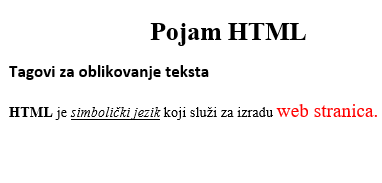 Pojam HTML
Tagovi za oblikovanje teksta
HTML je simbolički jezik koji služi za izradu web stranica.